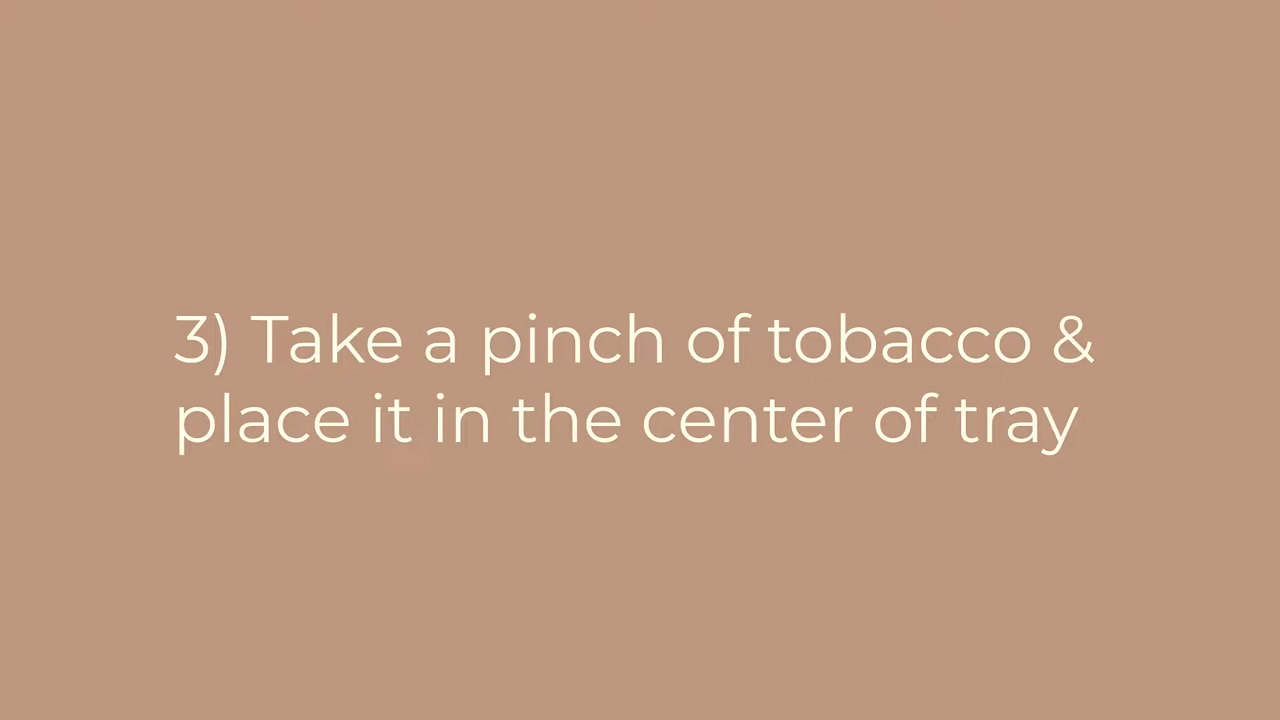 3) Take a pinch of tobacco &
place it in the center of tray